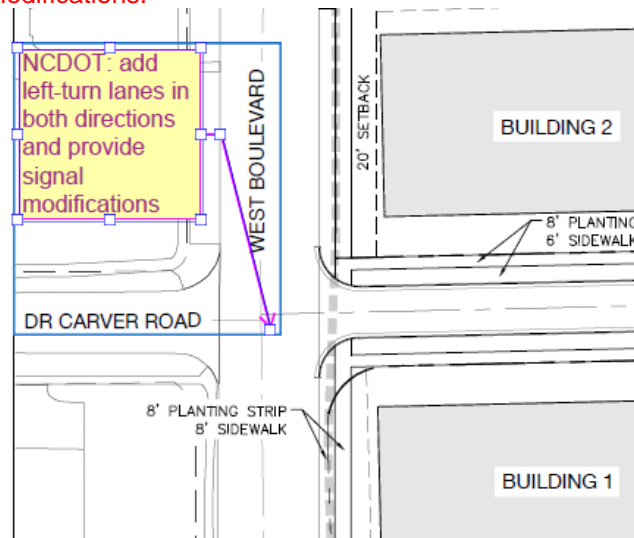 modifications.
NCDOT: add
left-turn lanes in
both directions
and provide
signal
modifications
WEST BOULEVARD
20' SETBACK
BUILDING 2
8' PLANTING
6' SIDEWALK
DR CARVER ROAD
8' PLANTING STRIP
8' SIDEWALK
BUILDING 1